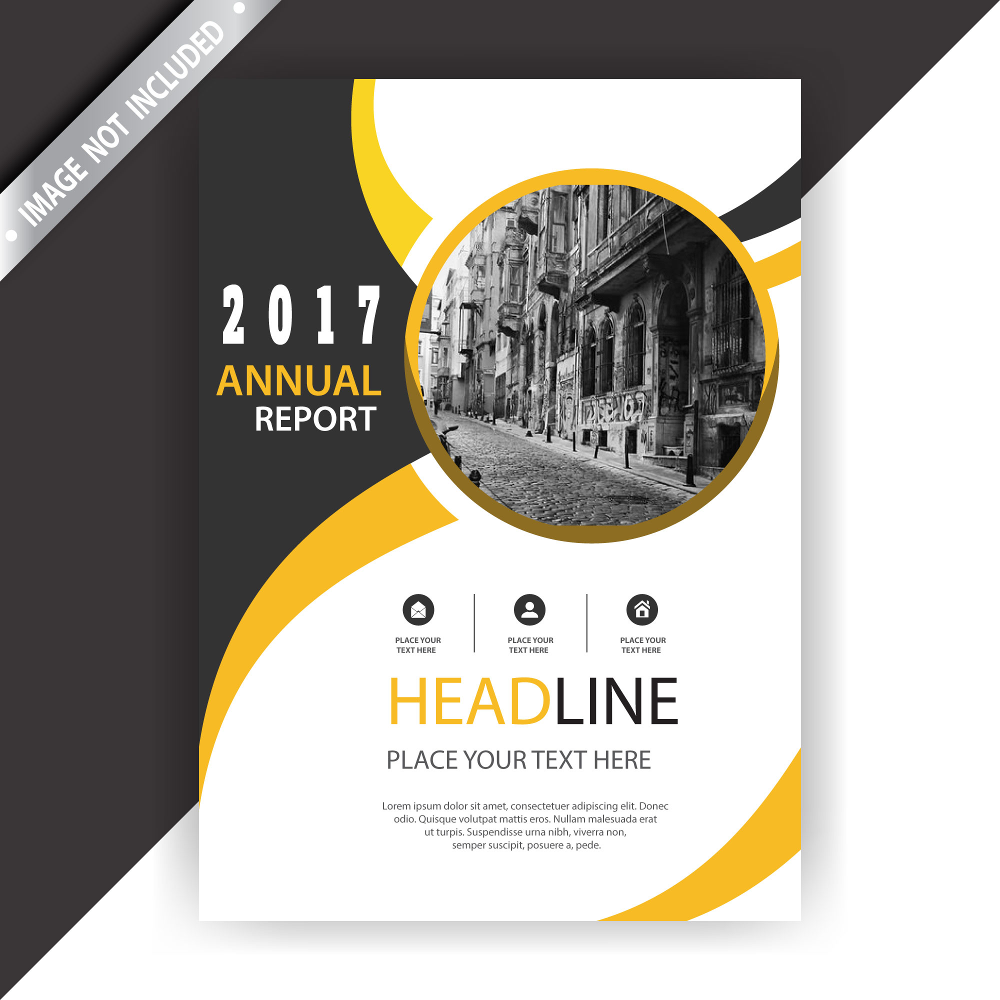 IMAGE NOT INCLUDED
2017
ANNUAL
REPORT
PLACE YOUR
TEXT HERE
PLACE YOUR
TEXT HERE
PLACE YOUR
TEXT HERE
HEADLINE
PLACE YOUR TEXT HERE
Lorem ipsum dolor sit amet, consectetuer adipiscing elit. Donec
odio. Quisque volutpat mattis eros. Nullam malesuada erat
ut turpis. Suspendisse urna nibh, viverra non,
semper suscipit, posuere a, pede.